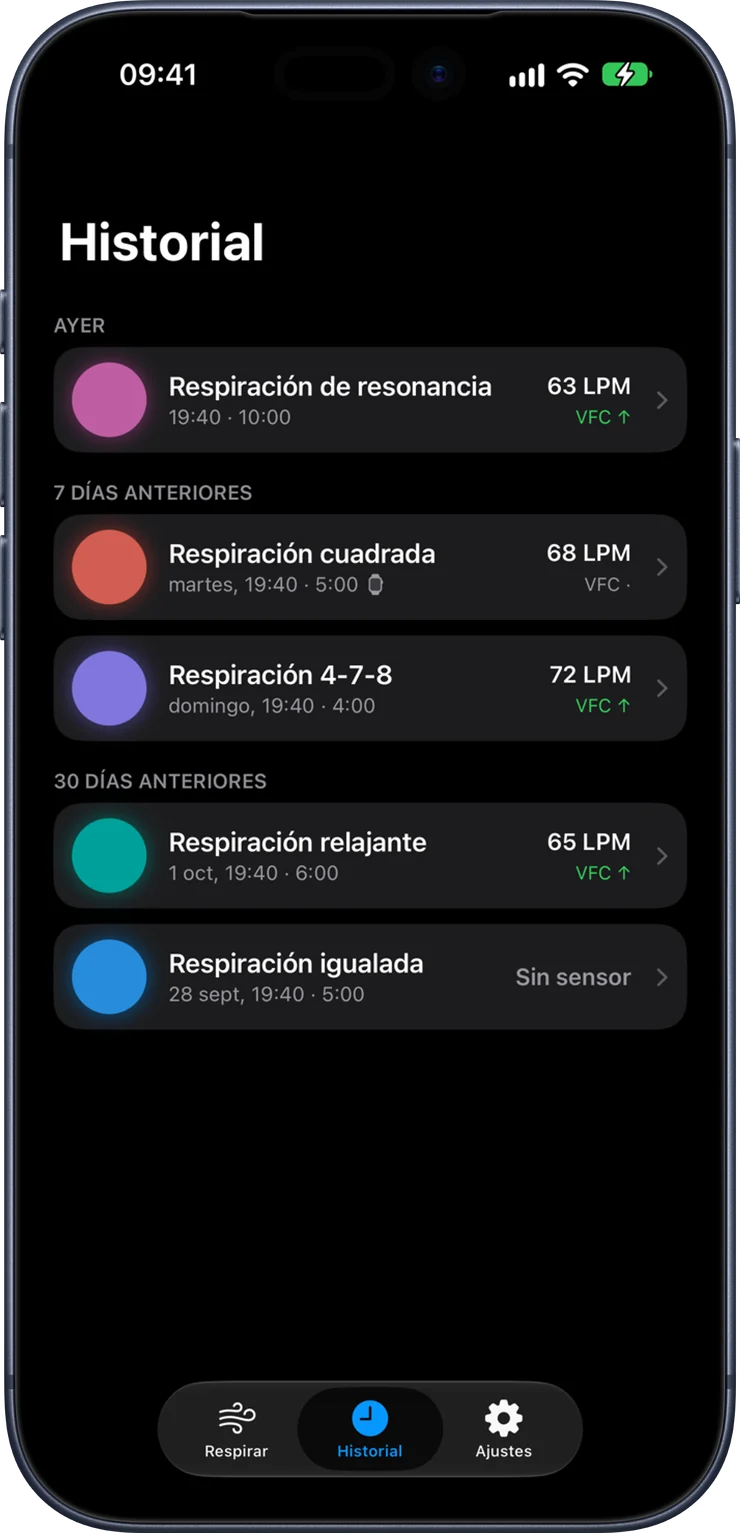 09:41
Historial
AYER
Respiración de resonancia
63 LPM
19:40 · 10:00
VFC ↑
7 DÍAS ANTERIORES
Respiración cuadrada
68 LPM
martes, 19:40 · 5:00
VFC ·
Respiración 4-7-8
72 LPM
domingo, 19:40 · 4:00
VFC ↑
30 DÍAS ANTERIORES
Respiración relajante
65 LPM
1 oct, 19:40 · 6:00
VFC ↑
Respiración igualada
Sin sensor
28 sept, 19:40 · 5:00
Respirar
Historial
Ajustes